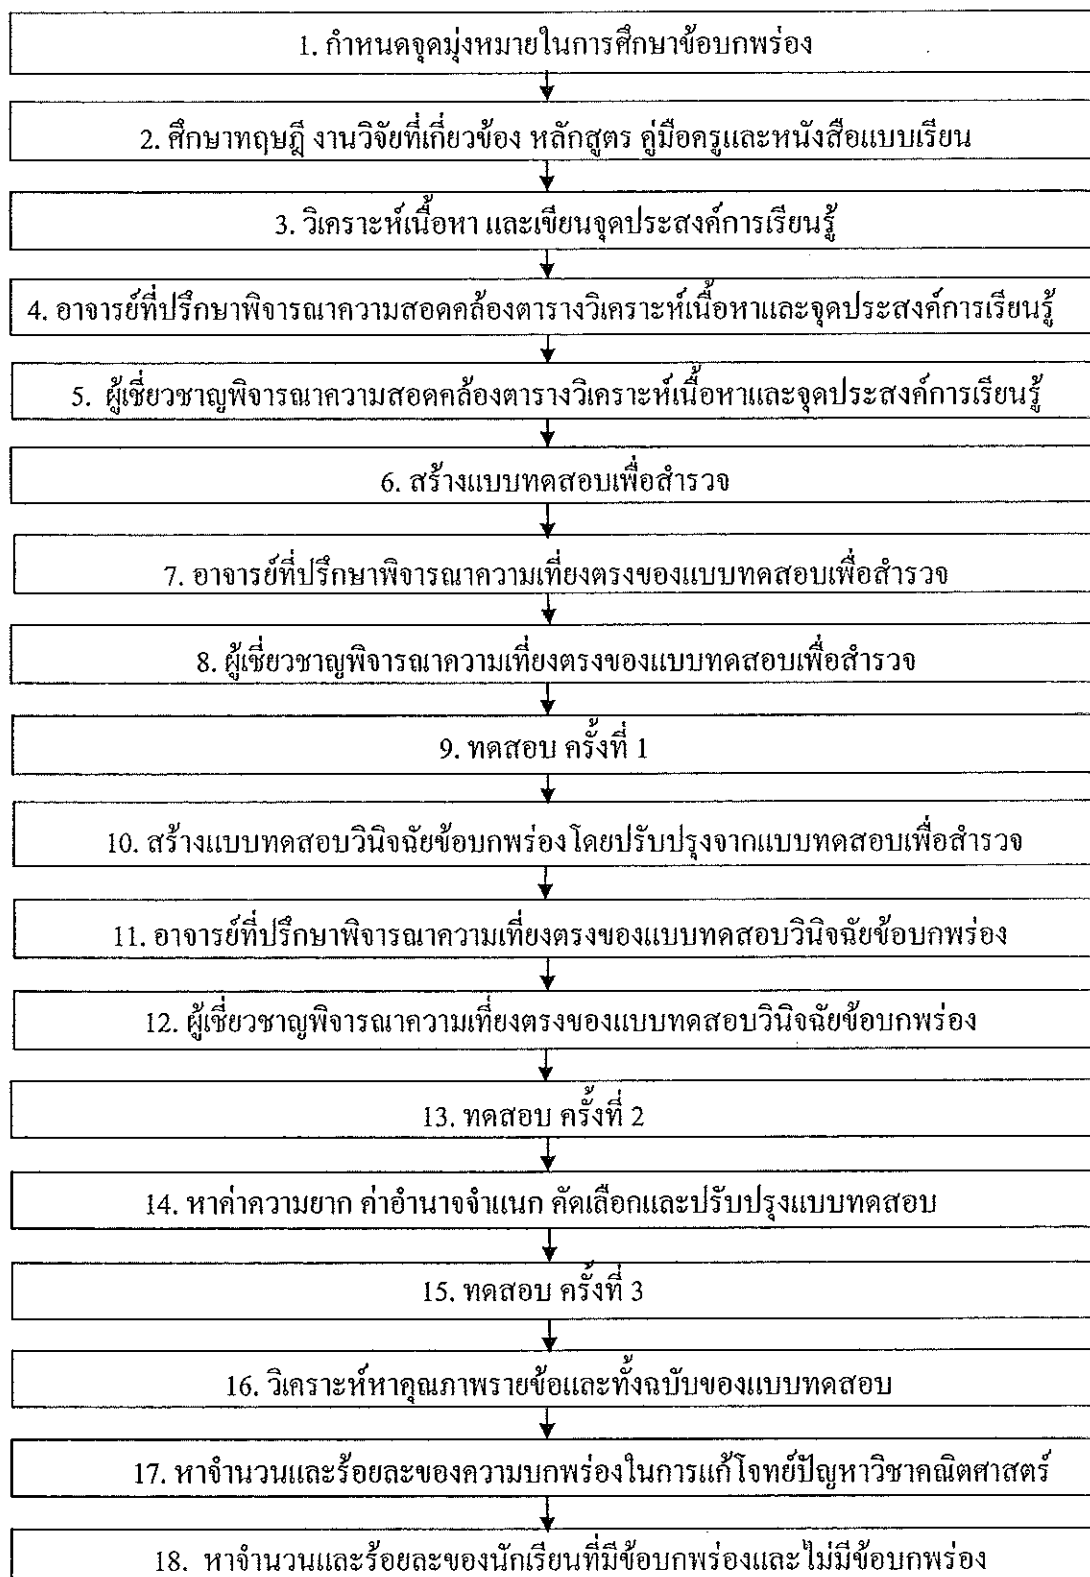 1. กำหนดจุดมุ่งหมายในการศึกษาข้อบกพร่อง
2. ศึกษาทฤษฎี งานวิจัยที่เกี่ยวข้อง หลักสูตร คู่มือครูและหนังสือแบบเรียน
3. วิเคราะห์เนื้อหา และเขียนจุดประสงค์การเรียนรู้
4. อาจารย์ที่ปรึกษาพิจารณาความสอดคล้องตารางวิเคราะห์เนื้อหาและจุดประสงค์การเรียนรู้
5. ผู้เชี่ยวชาญพิจารณาความสอดคล้องตารางวิเคราะห์เนื้อหาและจุดประสงค์การเรียนรู้
6. สร้างแบบทดสอบเพื่อสำรวจ
7. อาจารย์ที่ปรึกษาพิจารณาความเที่ยงตรงของแบบทดสอบเพื่อสำรวจ
8. ผู้เชี่ยวชาญพิจารณาความเที่ยงตรงของแบบทดสอบเพื่อสำรวจ
9. ทดสอบ ครั้งที่ 1
10. สร้างแบบทดสอบวินิจฉัยข้อบกพร่องโดยปรับปรุงจากแบบทดสอบเพื่อสำรวจ
11. อาจารย์ที่ปรึกษาพิจารณาความเที่ยงตรงของแบบทดสอบวินิจฉัยข้อบกพร่อง
12. ผู้เชี่ยวชาญพิจารณาความเที่ยงตรงของแบบทดสอบวินิจฉัยข้อบกพร่อง
13. ทดสอบ ครั้งที่ 2
14. หาค่าความยาก ค่าอำนาจจำแนก คัดเลือกและปรับปรุงแบบทดสอบ
15. ทดสอบ ครั้งที่ 3
16. วิเคราะห์หาคุณภาพรายข้อและทั้งฉบับของแบบทดสอบ
17. หาจำนวนและร้อยละของความบกพร่องในการแก้โจทย์ปัญหาวิชาคณิตศาสตร์
18. หาจำนวนและร้อยละของนักเรียนที่มีข้อบกพร่องและไม่มีข้อบกพร่อง